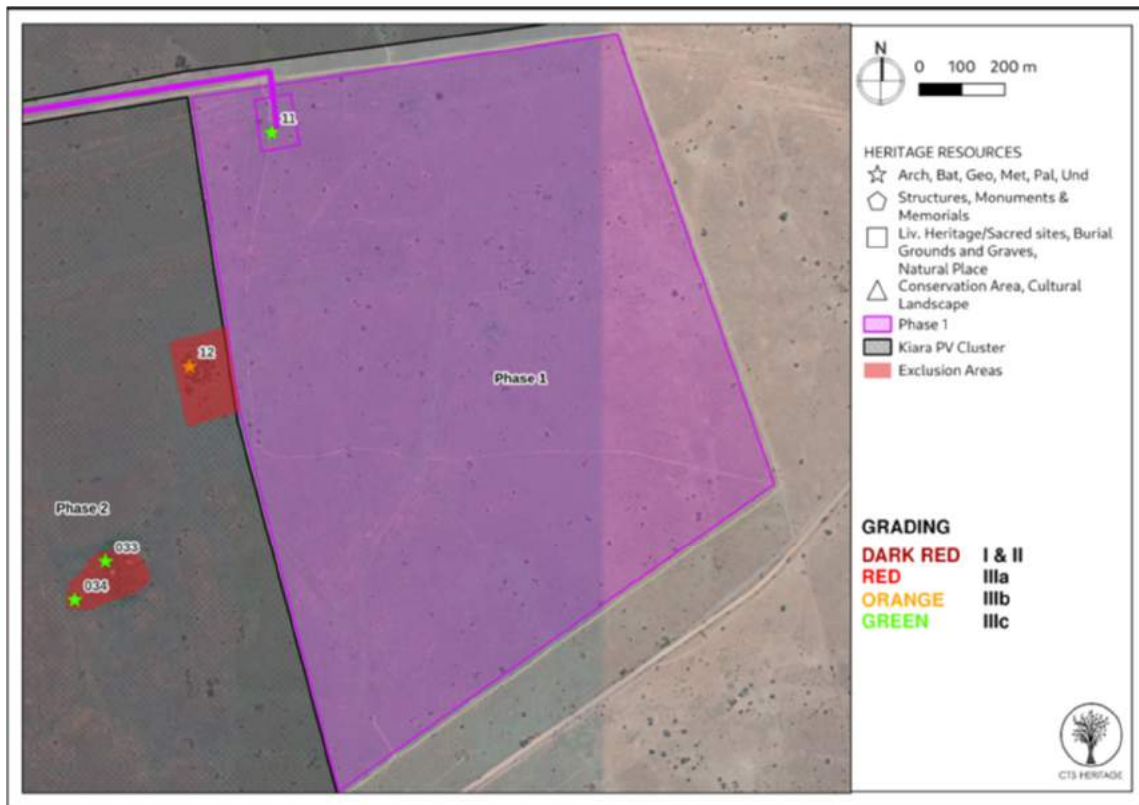 11
12
Phase 1
Phase 2
033
034
N
0 100 200 m
HERITAGE RESOURCES
Arch, Bat, Geo, Met, Pal, Und
Structures, Monuments &
Memorials
Liv. Heritage/Sacred sites, Burial
Grounds and Graves,
Natural Place
Conservation Area, Cultural
Landscape
Phase 1
Kiara PV Cluster
Exclusion Areas
GRADING
DARK RED I & II
RED IIIa
ORANGE IIIb
GREEN IIIc
CTS HERITAGE